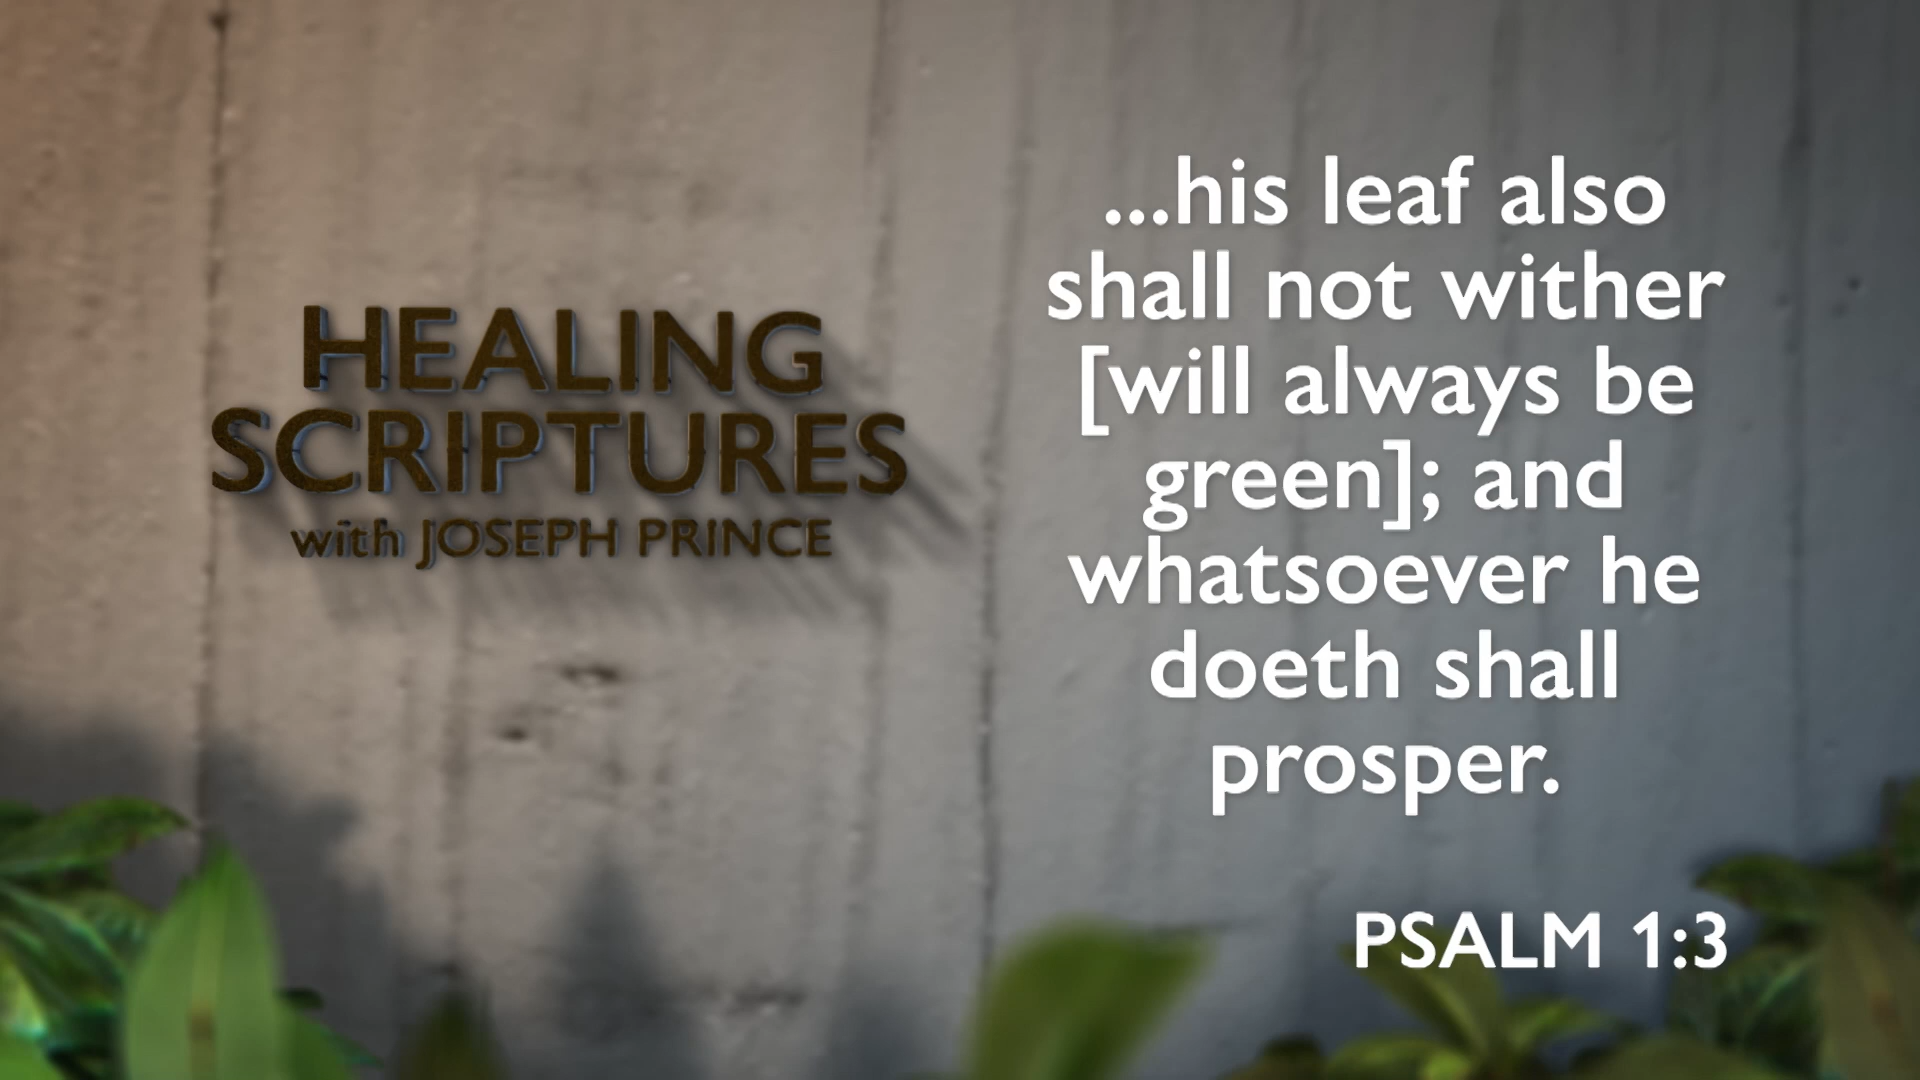 HEALING
SCRIPTURES
with JOSEPH PRINCE
...his leaf also
shall not wither
[will always be
green]; and
whatsoever he
doeth shall
prosper.
PSALM 1:3